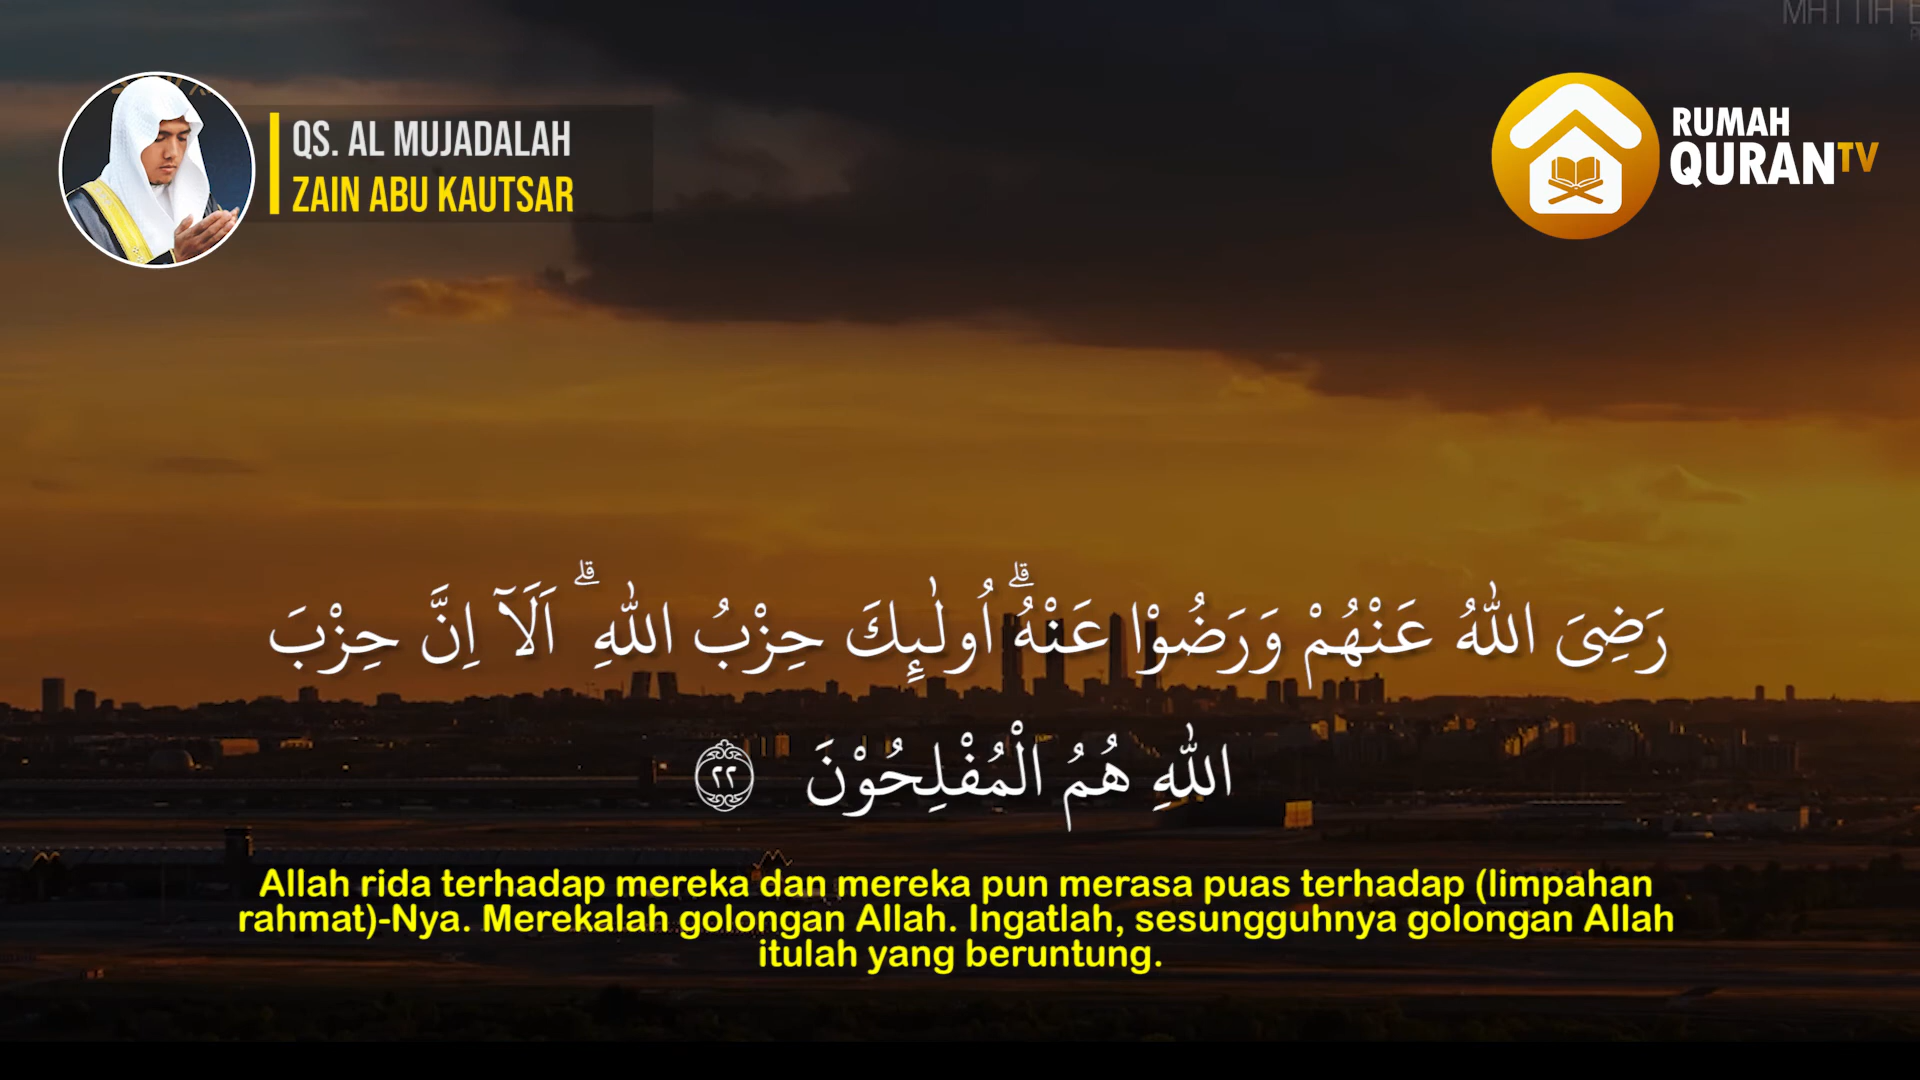 QS. AL MUJADALAH
ZAIN ABU KAUTSAR
RUMAH
QURANTV
رَضِيَ اللّٰهُ عَنْهُمْ وَرَضُوْا عَنْهُۗ اُولٰۤىِٕكَ حِزْبُ اللّٰهِ ۗ اَلَآ اِنَّ حِزْبَ
اللّٰهِ هُمُ الْمُفْلِحُوْنَ ٢٢
Allah rida terhadap mereka dan mereka pun merasa puas terhadap (limpahan
rahmat)-Nya. Merekalah golongan Allah. Ingatlah, sesungguhnya golongan Allah
itulah yang beruntung.